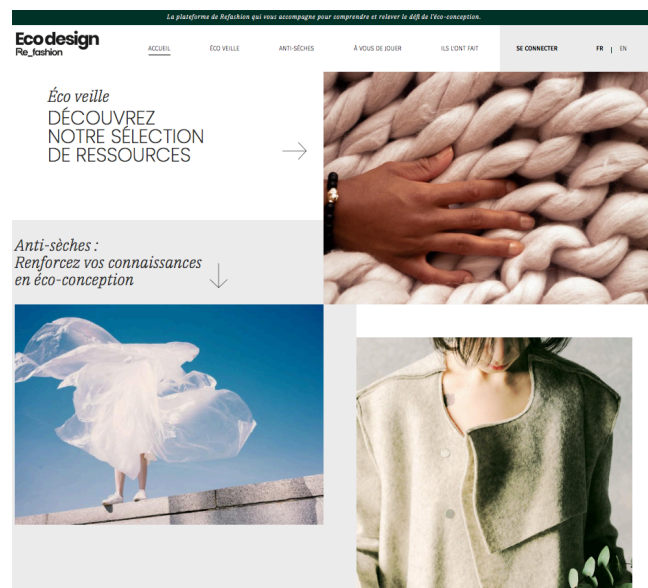 La plateforme de Refashion qui vous accompagne pour comprendre et relever le défi de l'éco-conception.
Ecodesign
Re_fashion
ACCUEIL
ÉCO VEILLE
ANTI-SÈCHES
À VOUS DE JOUER
ILS L'ONT FAIT
SE CONNECTER
FR | EN
Éco veille
DÉCOUVREZ
NOTRE SÉLECTION
DE RESSOURCES
Anti-sèches :
Renforcez vos connaissances
en éco-conception